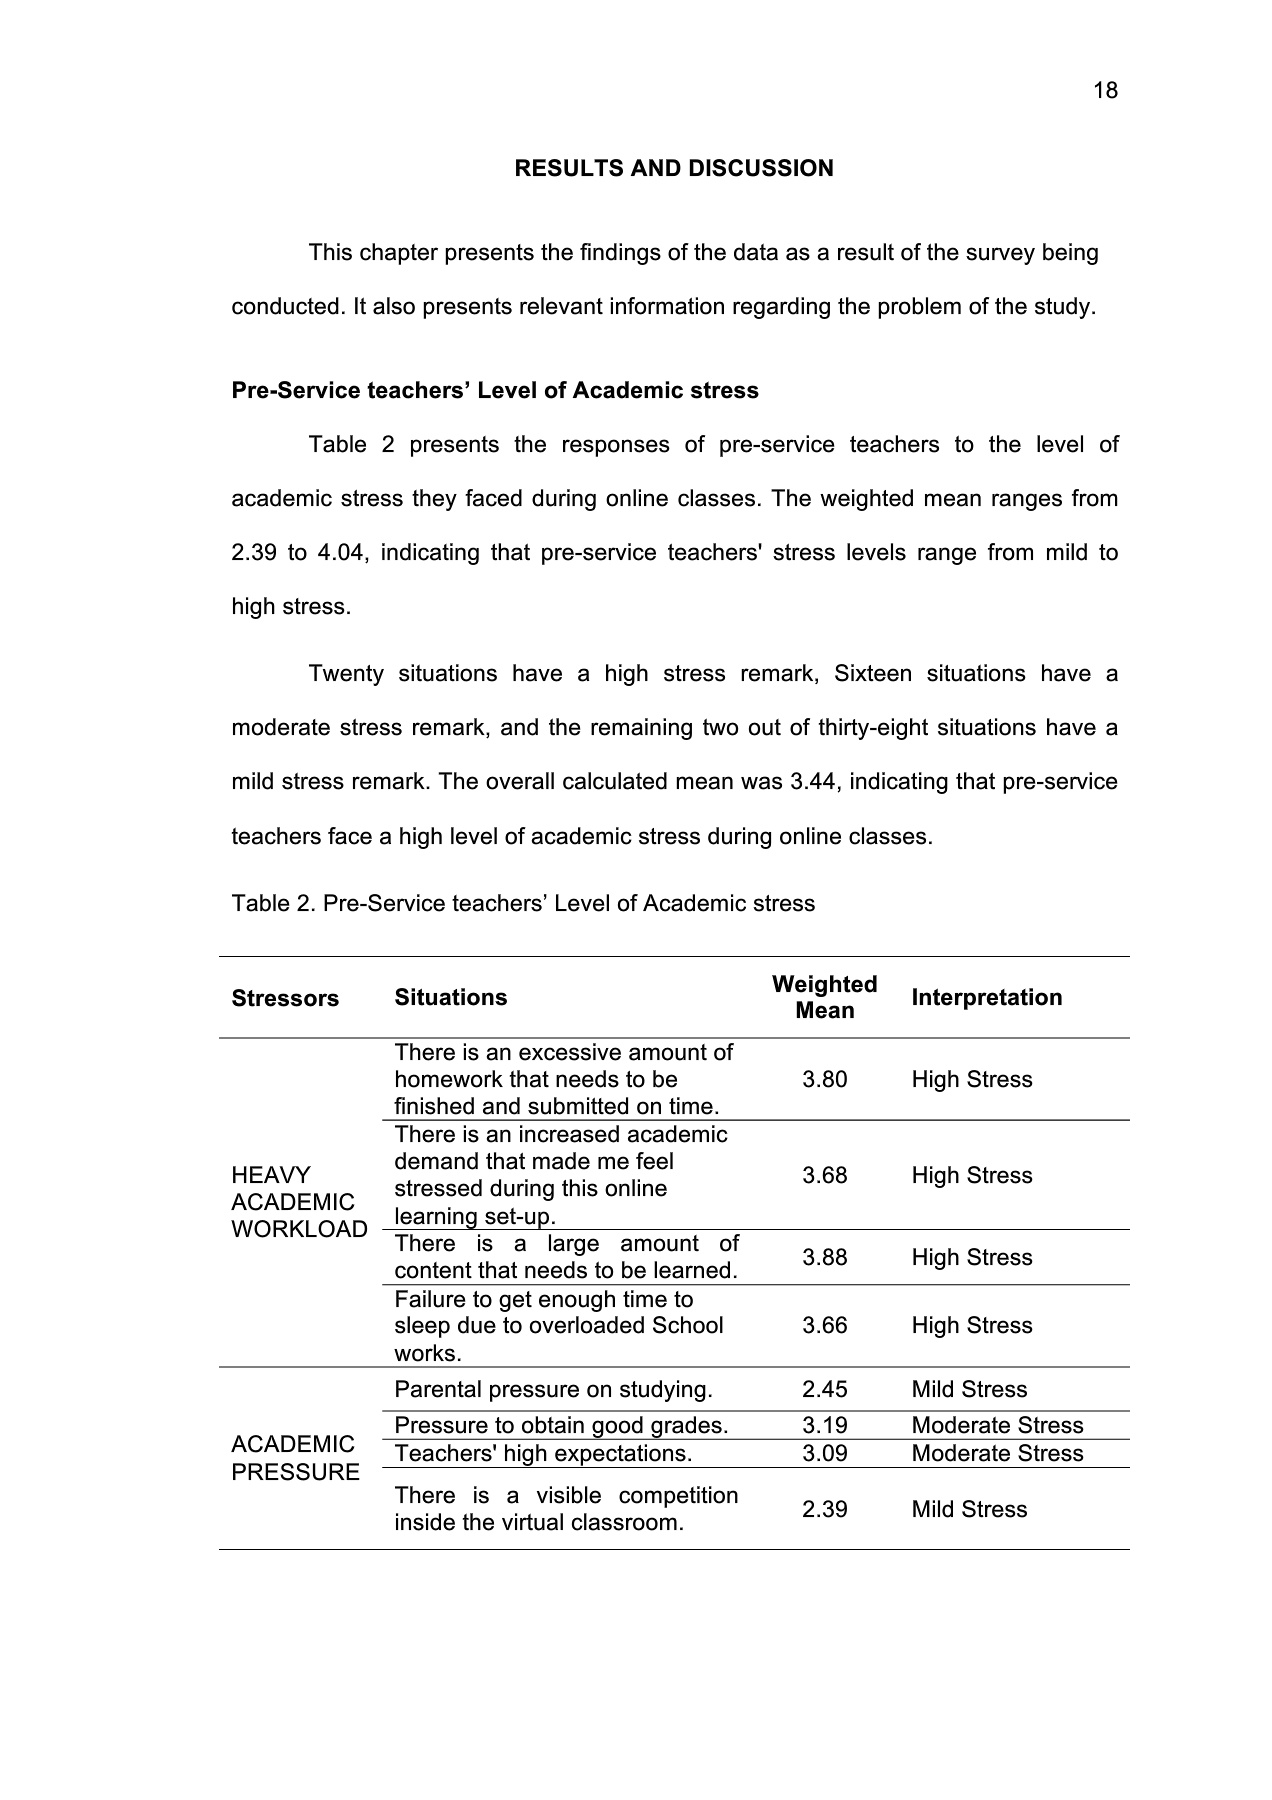 18
RESULTS AND DISCUSSION
This chapter presents the findings of the data as a result of the survey being
conducted. It also presents relevant information regarding the problem of the study.
Pre-Service teachers’ Level of Academic stress
Table 2 presents the responses of pre-service teachers to the level of
academic stress they faced during online classes. The weighted mean ranges from
2.39 to 4.04, indicating that pre-service teachers' stress levels range from mild to
high stress.
Twenty situations have a high stress remark, Sixteen situations have a
moderate stress remark, and the remaining two out of thirty-eight situations have a
mild stress remark. The overall calculated mean was 3.44, indicating that pre-service
teachers face a high level of academic stress during online classes.
Table 2. Pre-Service teachers’ Level of Academic stress
Stressors Situations Weighted Mean Interpretation
HEAVY
ACADEMIC
WORKLOAD
There is an excessive amount of
homework that needs to be 3.80 High Stress
finished and submitted on time.
There is an increased academic
demand that made me feel
stressed during this online 3.68 High Stress
learning set-up.
There is a large amount of
content that needs to be learned. 3.88 High Stress
Failure to get enough time to
sleep due to overloaded School 3.66 High Stress
works.
ACADEMIC
PRESSURE
Parental pressure on studying. 2.45 Mild Stress
Pressure to obtain good grades. 3.19 Moderate Stress
Teachers' high expectations. 3.09 Moderate Stress
There is a visible competition
inside the virtual classroom. 2.39 Mild Stress